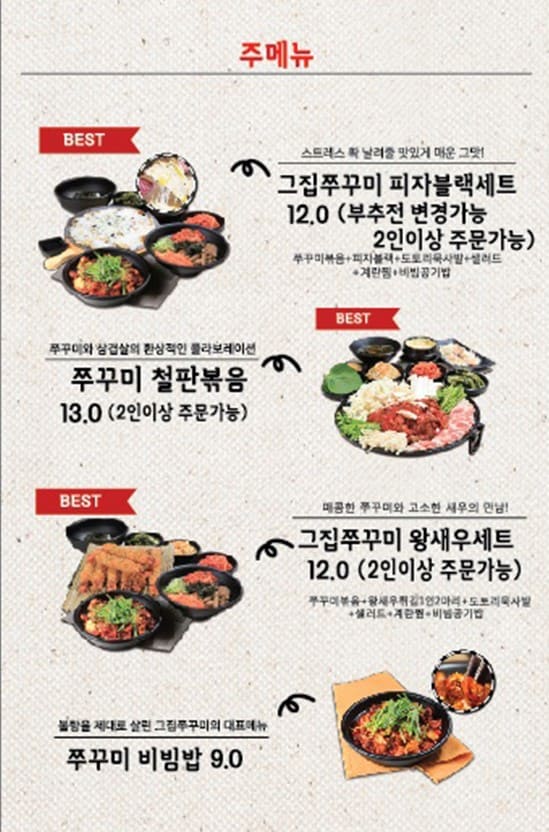 주메뉴
BEST
스트레스 확 날려줄 맛있게 매운 그맛!
그집쭈꾸미 피자블랙세트
12.0 (부추전 변경가능
2인이상 주문가능)
쭈꾸미볶음+피자블랙+도토리묵사발+샐러드
+계란찜+비빔공기밥
BEST
쭈꾸미와 삼겹살의 환상적인 콜라보레이션
쭈꾸미 철판볶음
13.0 (2인이상 주문가능)
BEST
매콤한 쭈꾸미와 고소한 새우의 만남!
그집쭈꾸미 왕새우세트
12.0 (2인이상 주문가능)
쭈꾸미볶음+왕새우튀김1인2마리+도토리묵사발
+샐러드+계란찜+비빔공기밥
불향을 제대로 살린 그집쭈꾸미의 대표메뉴
쭈꾸미 비빔밥 9.0